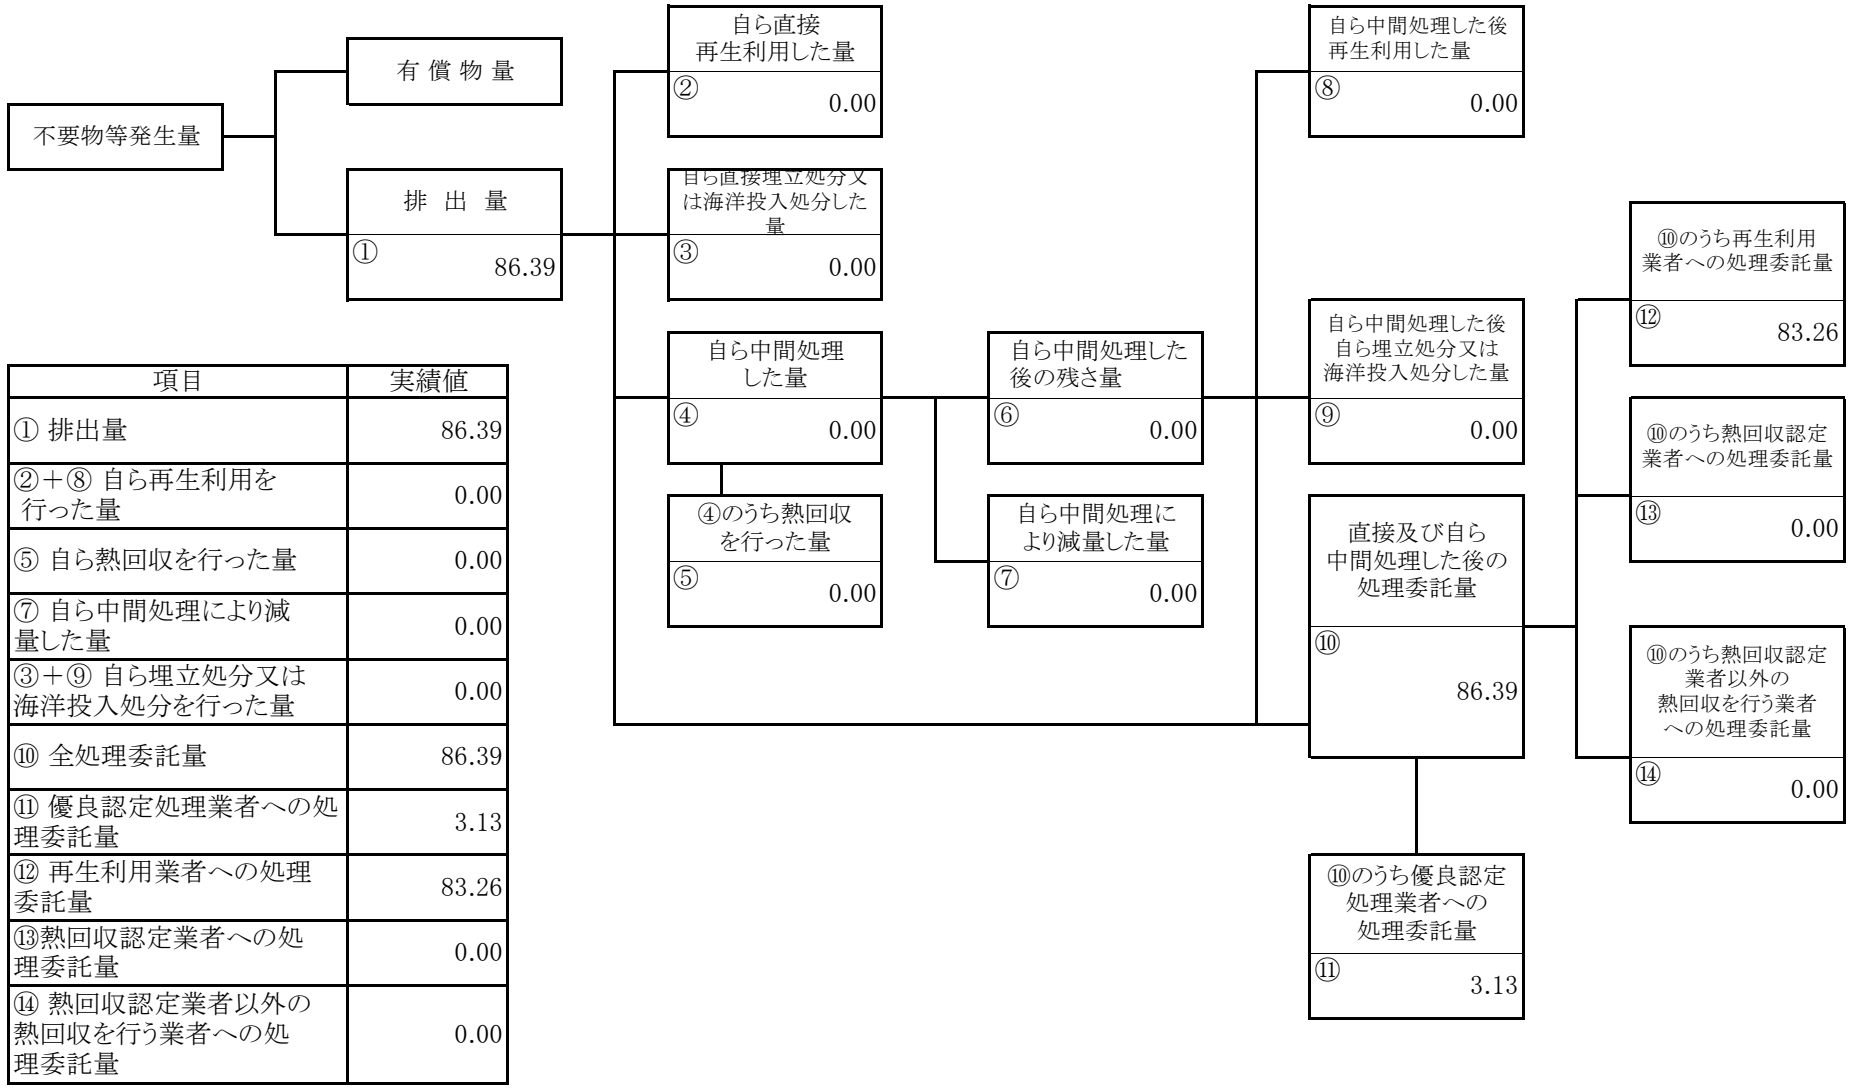 不要物等発生量
有 償 物 量
排 出 量
①
86.39
自ら直接
再生利用した量
②
0.00
自ら直接埋立処分又
は海洋投入処分した
量
③
0.00
自ら中間処理
した量
④
0.00
④のうち熱回収
を行った量
⑤
0.00
自ら中間処理した
後の残さ量
⑥
0.00
自ら中間処理に
より減量した量
⑦
0.00
自ら中間処理した後
再生利用した量
⑧
0.00
自ら中間処理した後
自ら埋立処分又は
海洋投入処分した量
⑨
0.00
直接及び自ら
中間処理した後の
処理委託量
⑩
86.39
⑩のうち優良認定
処理業者への
処理委託量
⑪
3.13
⑩のうち再生利用
業者への処理委託量
⑫
83.26
⑩のうち熱回収認定
業者への処理委託量
⑬
0.00
⑩のうち熱回収認定
業者以外の
熱回収を行う業者
への処理委託量
⑭
0.00
項目 実績値
① 排出量 86.39
②＋⑧ 自ら再生利用を
行った量 0.00
⑤ 自ら熱回収を行った量 0.00
⑦ 自ら中間処理により減
量した量 0.00
③＋⑨ 自ら埋立処分又は
海洋投入処分を行った量 0.00
⑩ 全処理委託量 86.39
⑪ 優良認定処理業者への処
理委託量 3.13
⑫ 再生利用業者への処理
委託量 83.26
⑬熱回収認定業者への処
理委託量 0.00
⑭ 熱回収認定業者以外の
熱回収を行う業者への処
理委託量 0.00